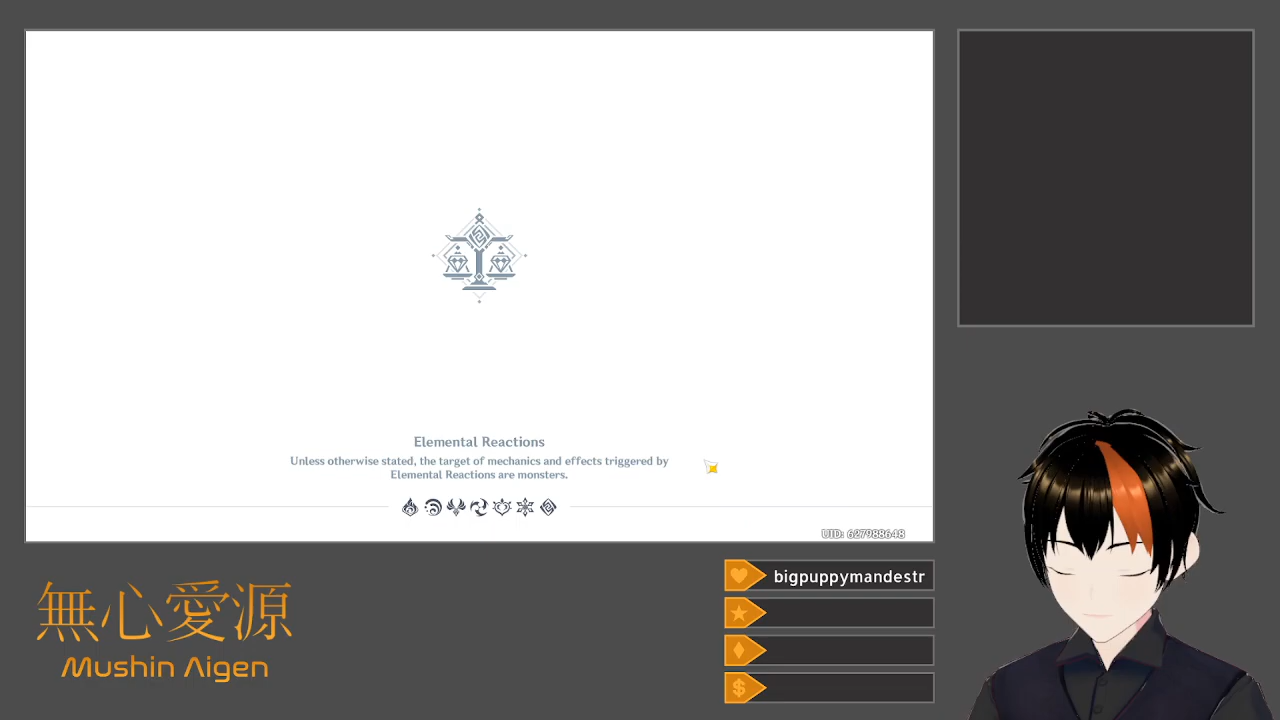 Elemental Reactions
Unless otherwise stated, the target of mechanics and effects triggered by
Elemental Reactions are monsters.
UID: 627988648
bigpuppymandestr
無心愛源
Mushin Aigen